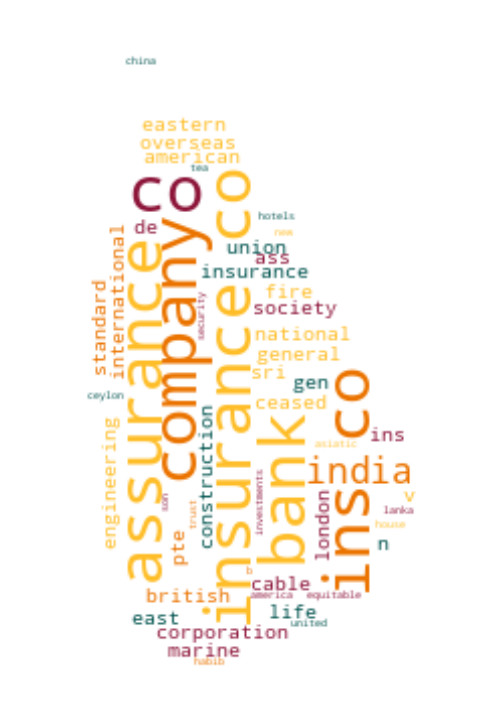 china
eastern
overseas
american
tea
co
de
hotels
new
union
ass
insurance
fire
society
standard
international
assurance
company
security
insurance co
national
general
sri
gen
ceylon
ceased
engineering
construction
bank
ins co
ins
asiatic
india
son
trust
pte
investments
london
v
lanka
house
n
b
cable
british
america
equitable
east
life
united
corporation
marine
habib